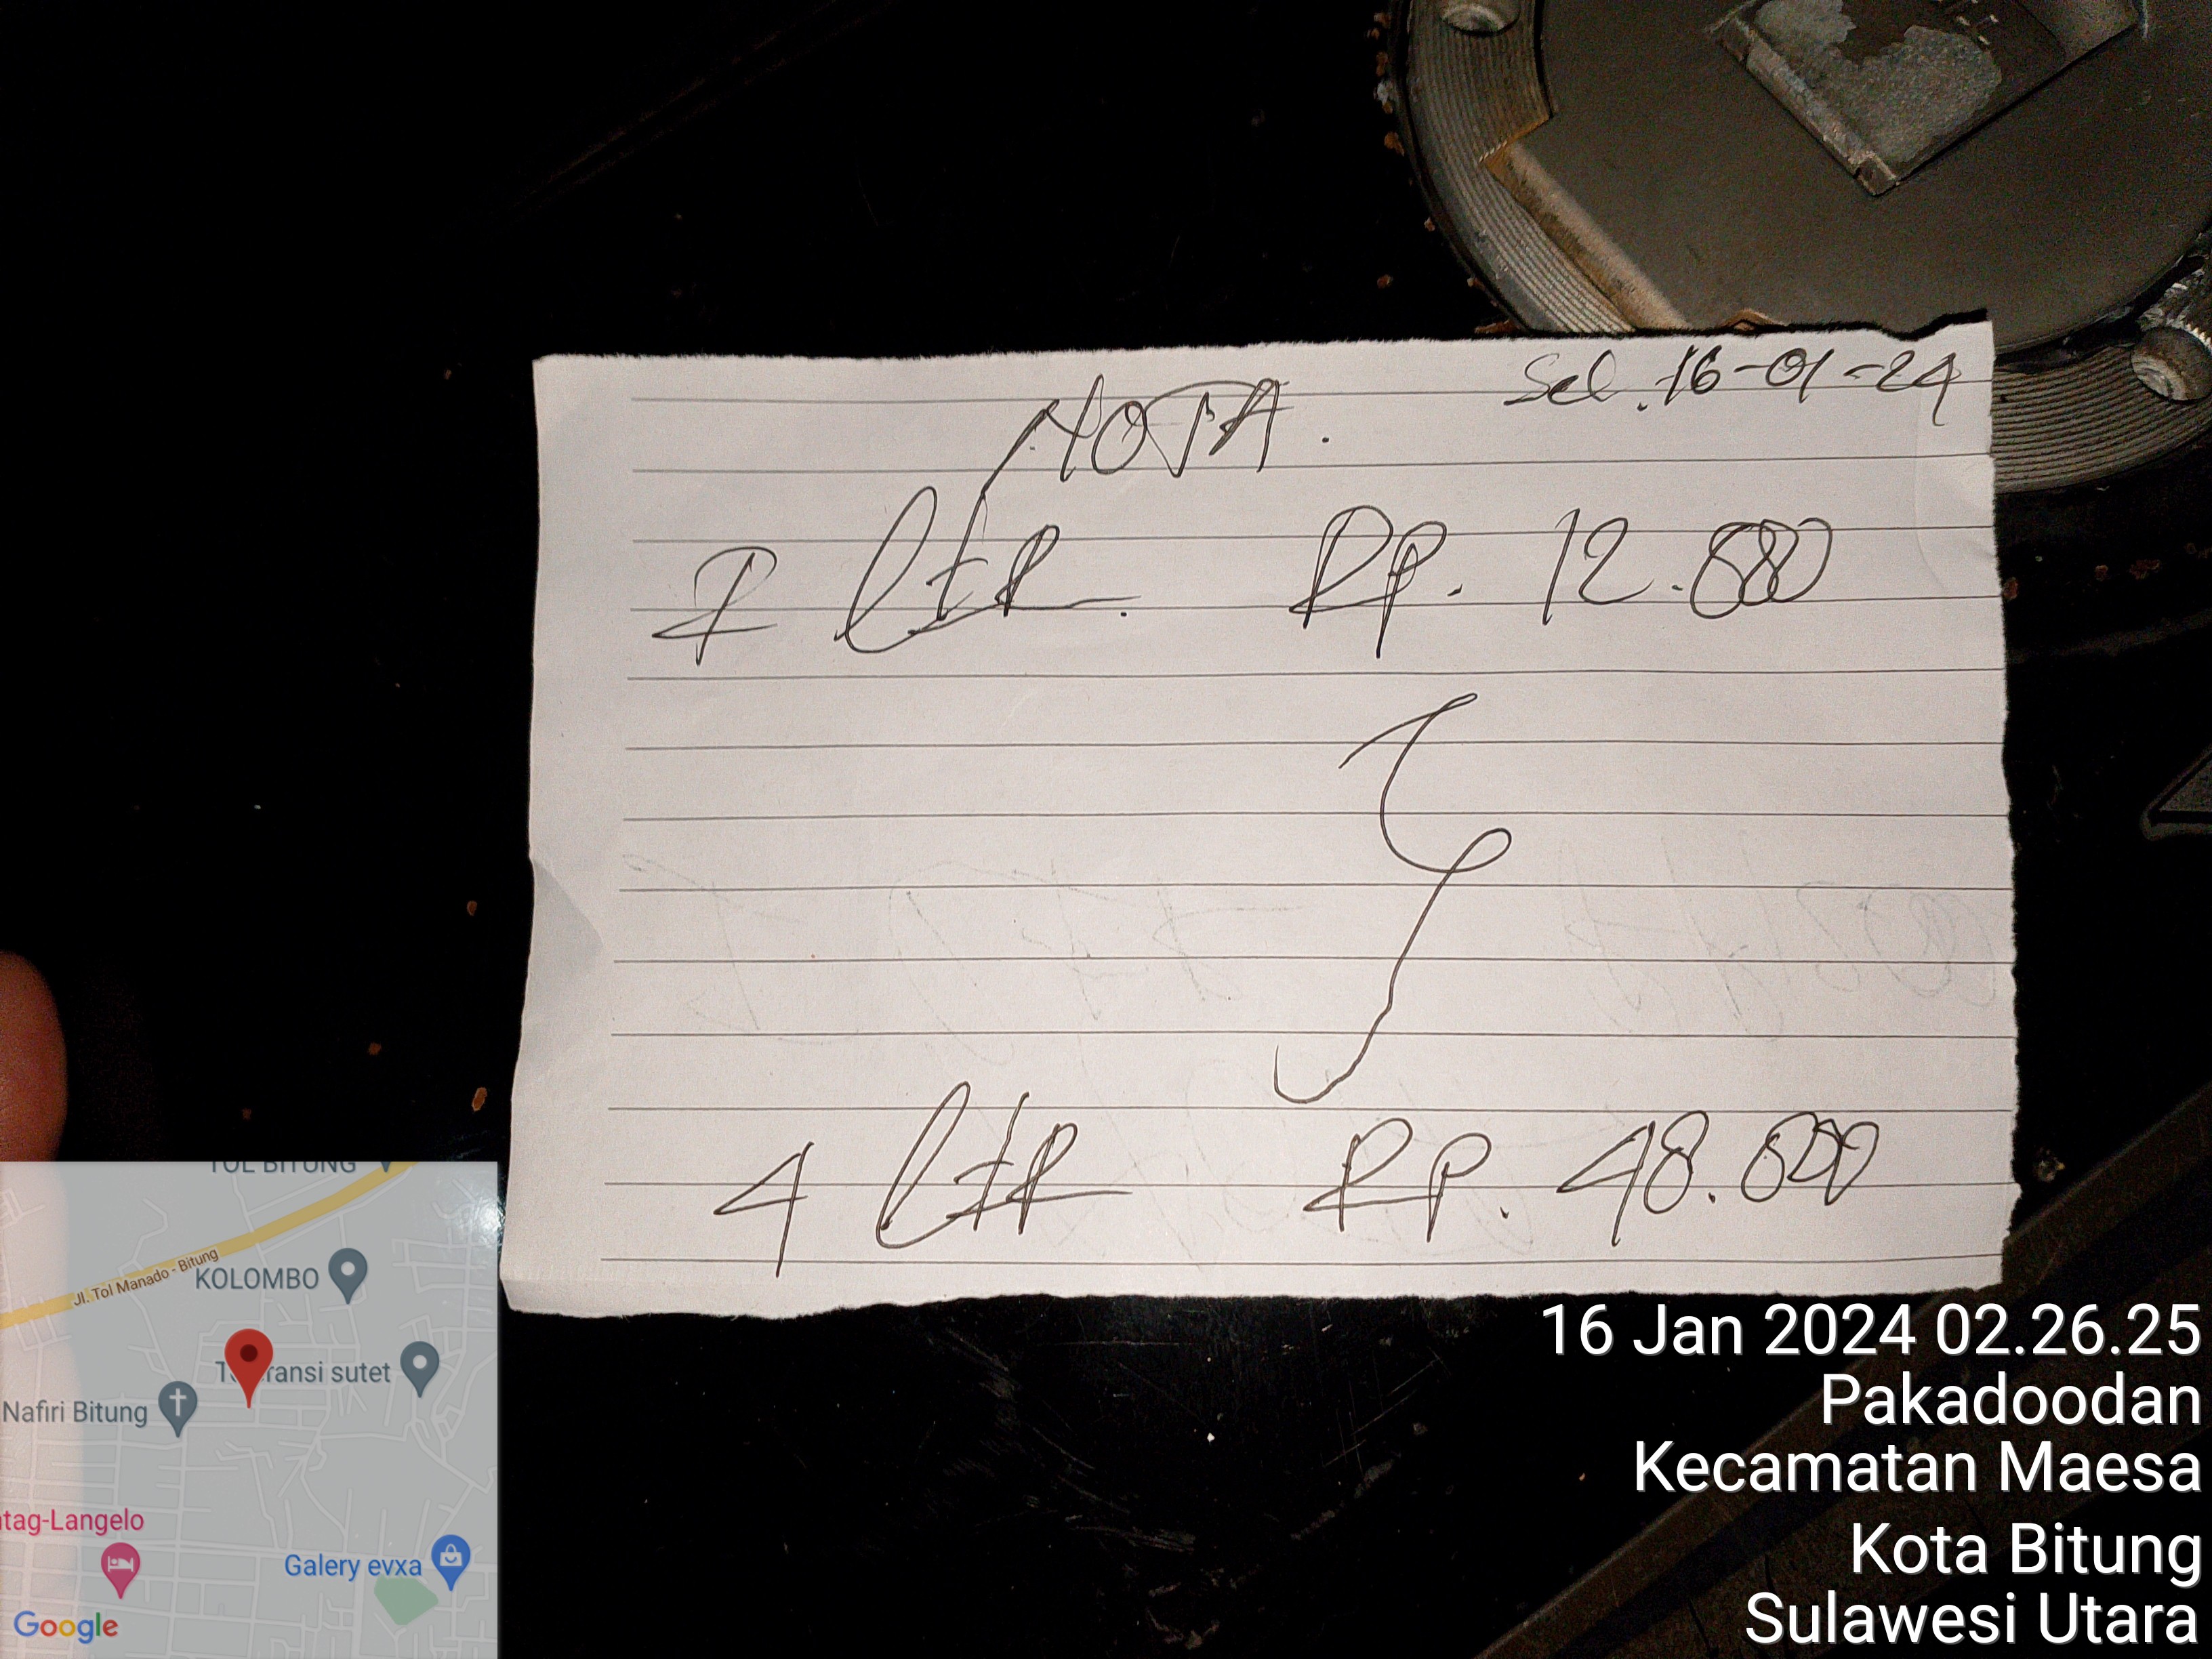 Sel. 16-01-24
NOTA.
1 LtR. RP. 12.000
4 LtR RP. 48.000
TOL BITUNG
Jl. Tol Manado - Bitung
KOLOMBO
sutet
Nafiri Bitung
Langelo
Galery evxa
Google
16 Jan 2024 02.26.25
Pakadoodan
Kecamatan Maesa
Kota Bitung
Sulawesi Utara